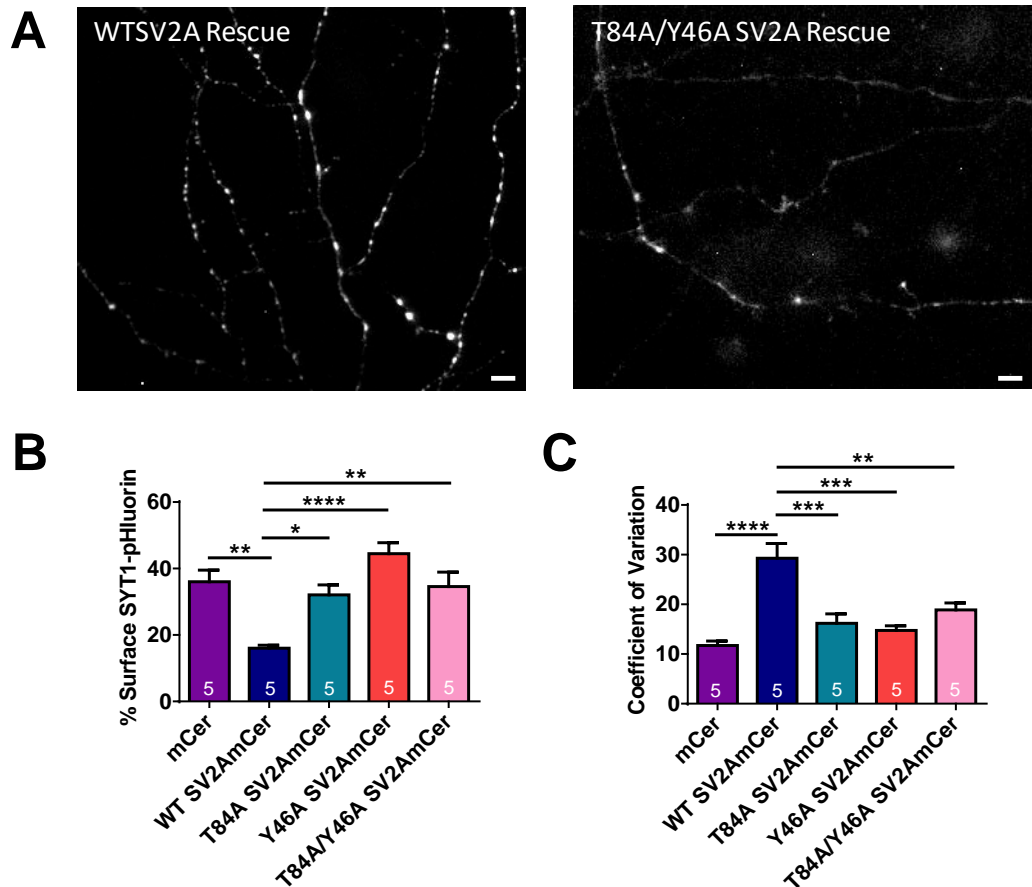 A
WTSV2A Rescue
T84A/Y46A SV2A Rescue
B
% Surface SYT1-pHluorin
60
40
20
0
**
****
*
**
5
5
5
5
5
mCer
WT SV2AmCer
T84A SV2AmCer
Y46A SV2AmCer
T84A/Y46A SV2AmCer
C
Coefficient of Variation
40
30
20
10
0
**
***
***
****
5
5
5
5
5
mCer
WT SV2AmCer
T84A SV2AmCer
Y46A SV2AmCer
T84A/Y46A SV2AmCer